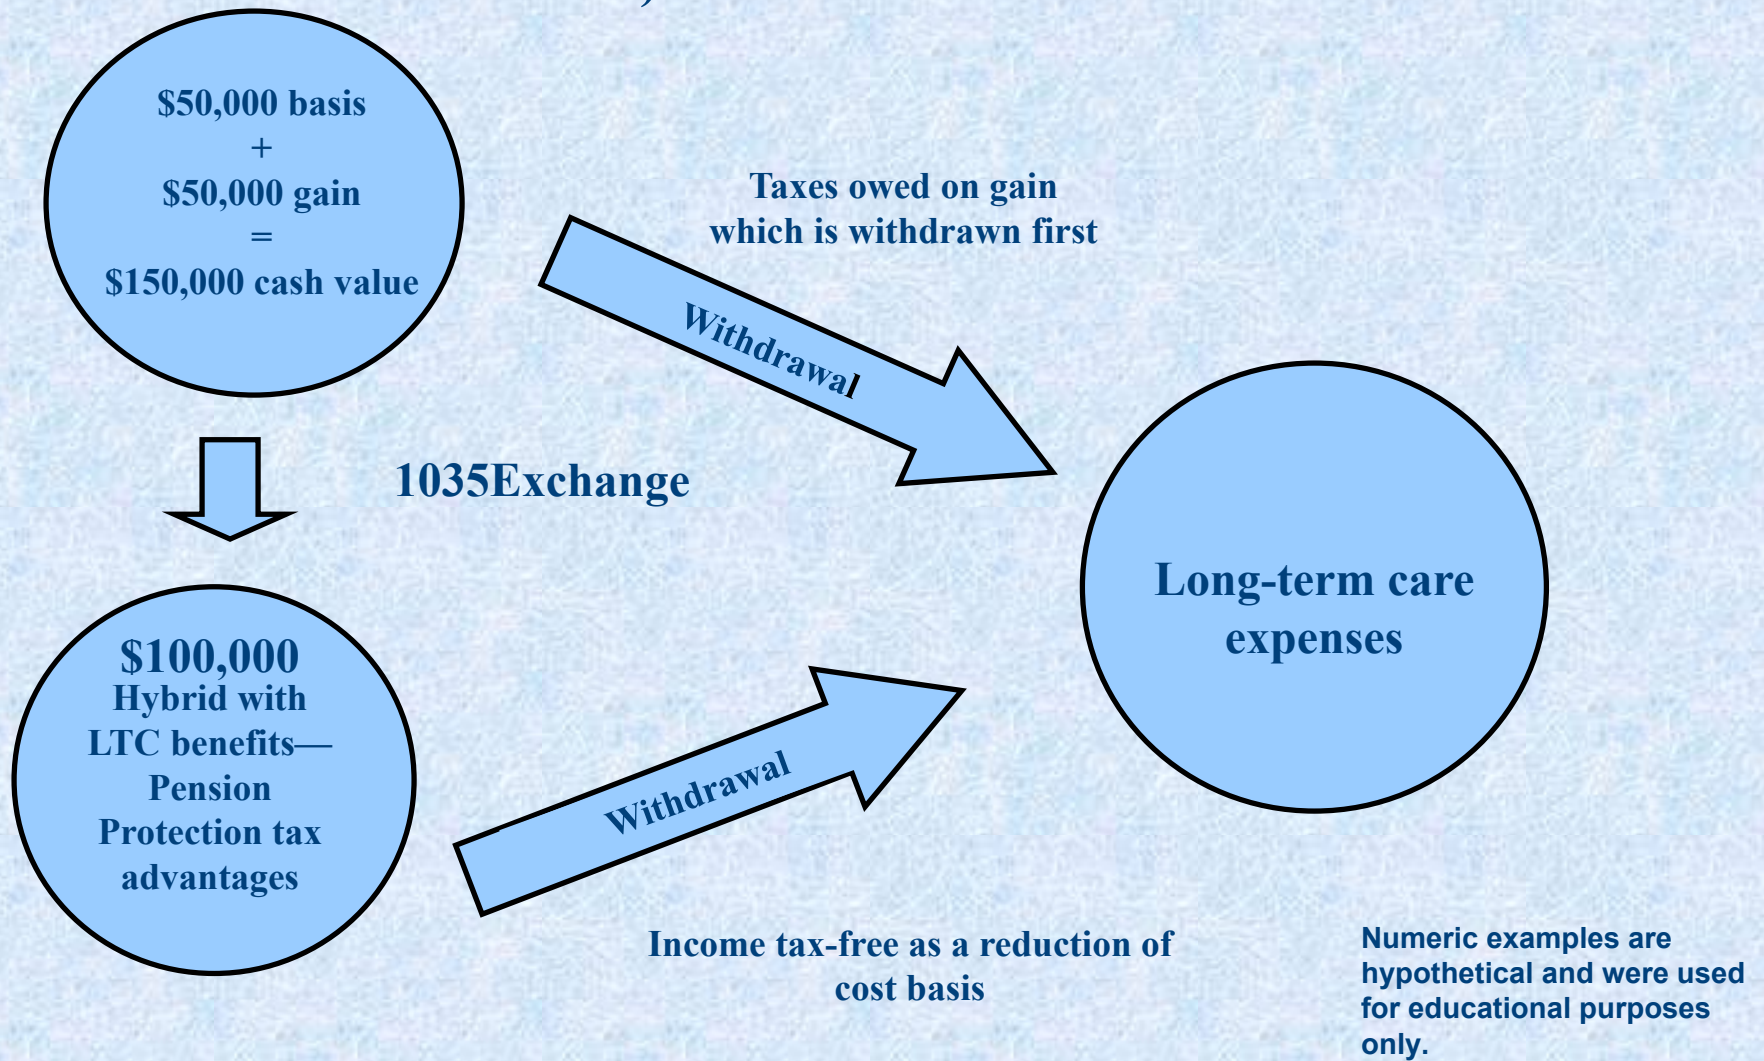 $50,000 basis
+
$50,000 gain
=
$150,000 cash value
Taxes owed on gain
which is withdrawn first
Withdrawal
1035Exchange
Long-term care
expenses
$100,000
Hybrid with
LTC benefits—
Pension
Protection tax
advantages
Withdrawal
Income tax-free as a reduction of
cost basis
Numeric examples are
hypothetical and were used
for educational purposes
only.